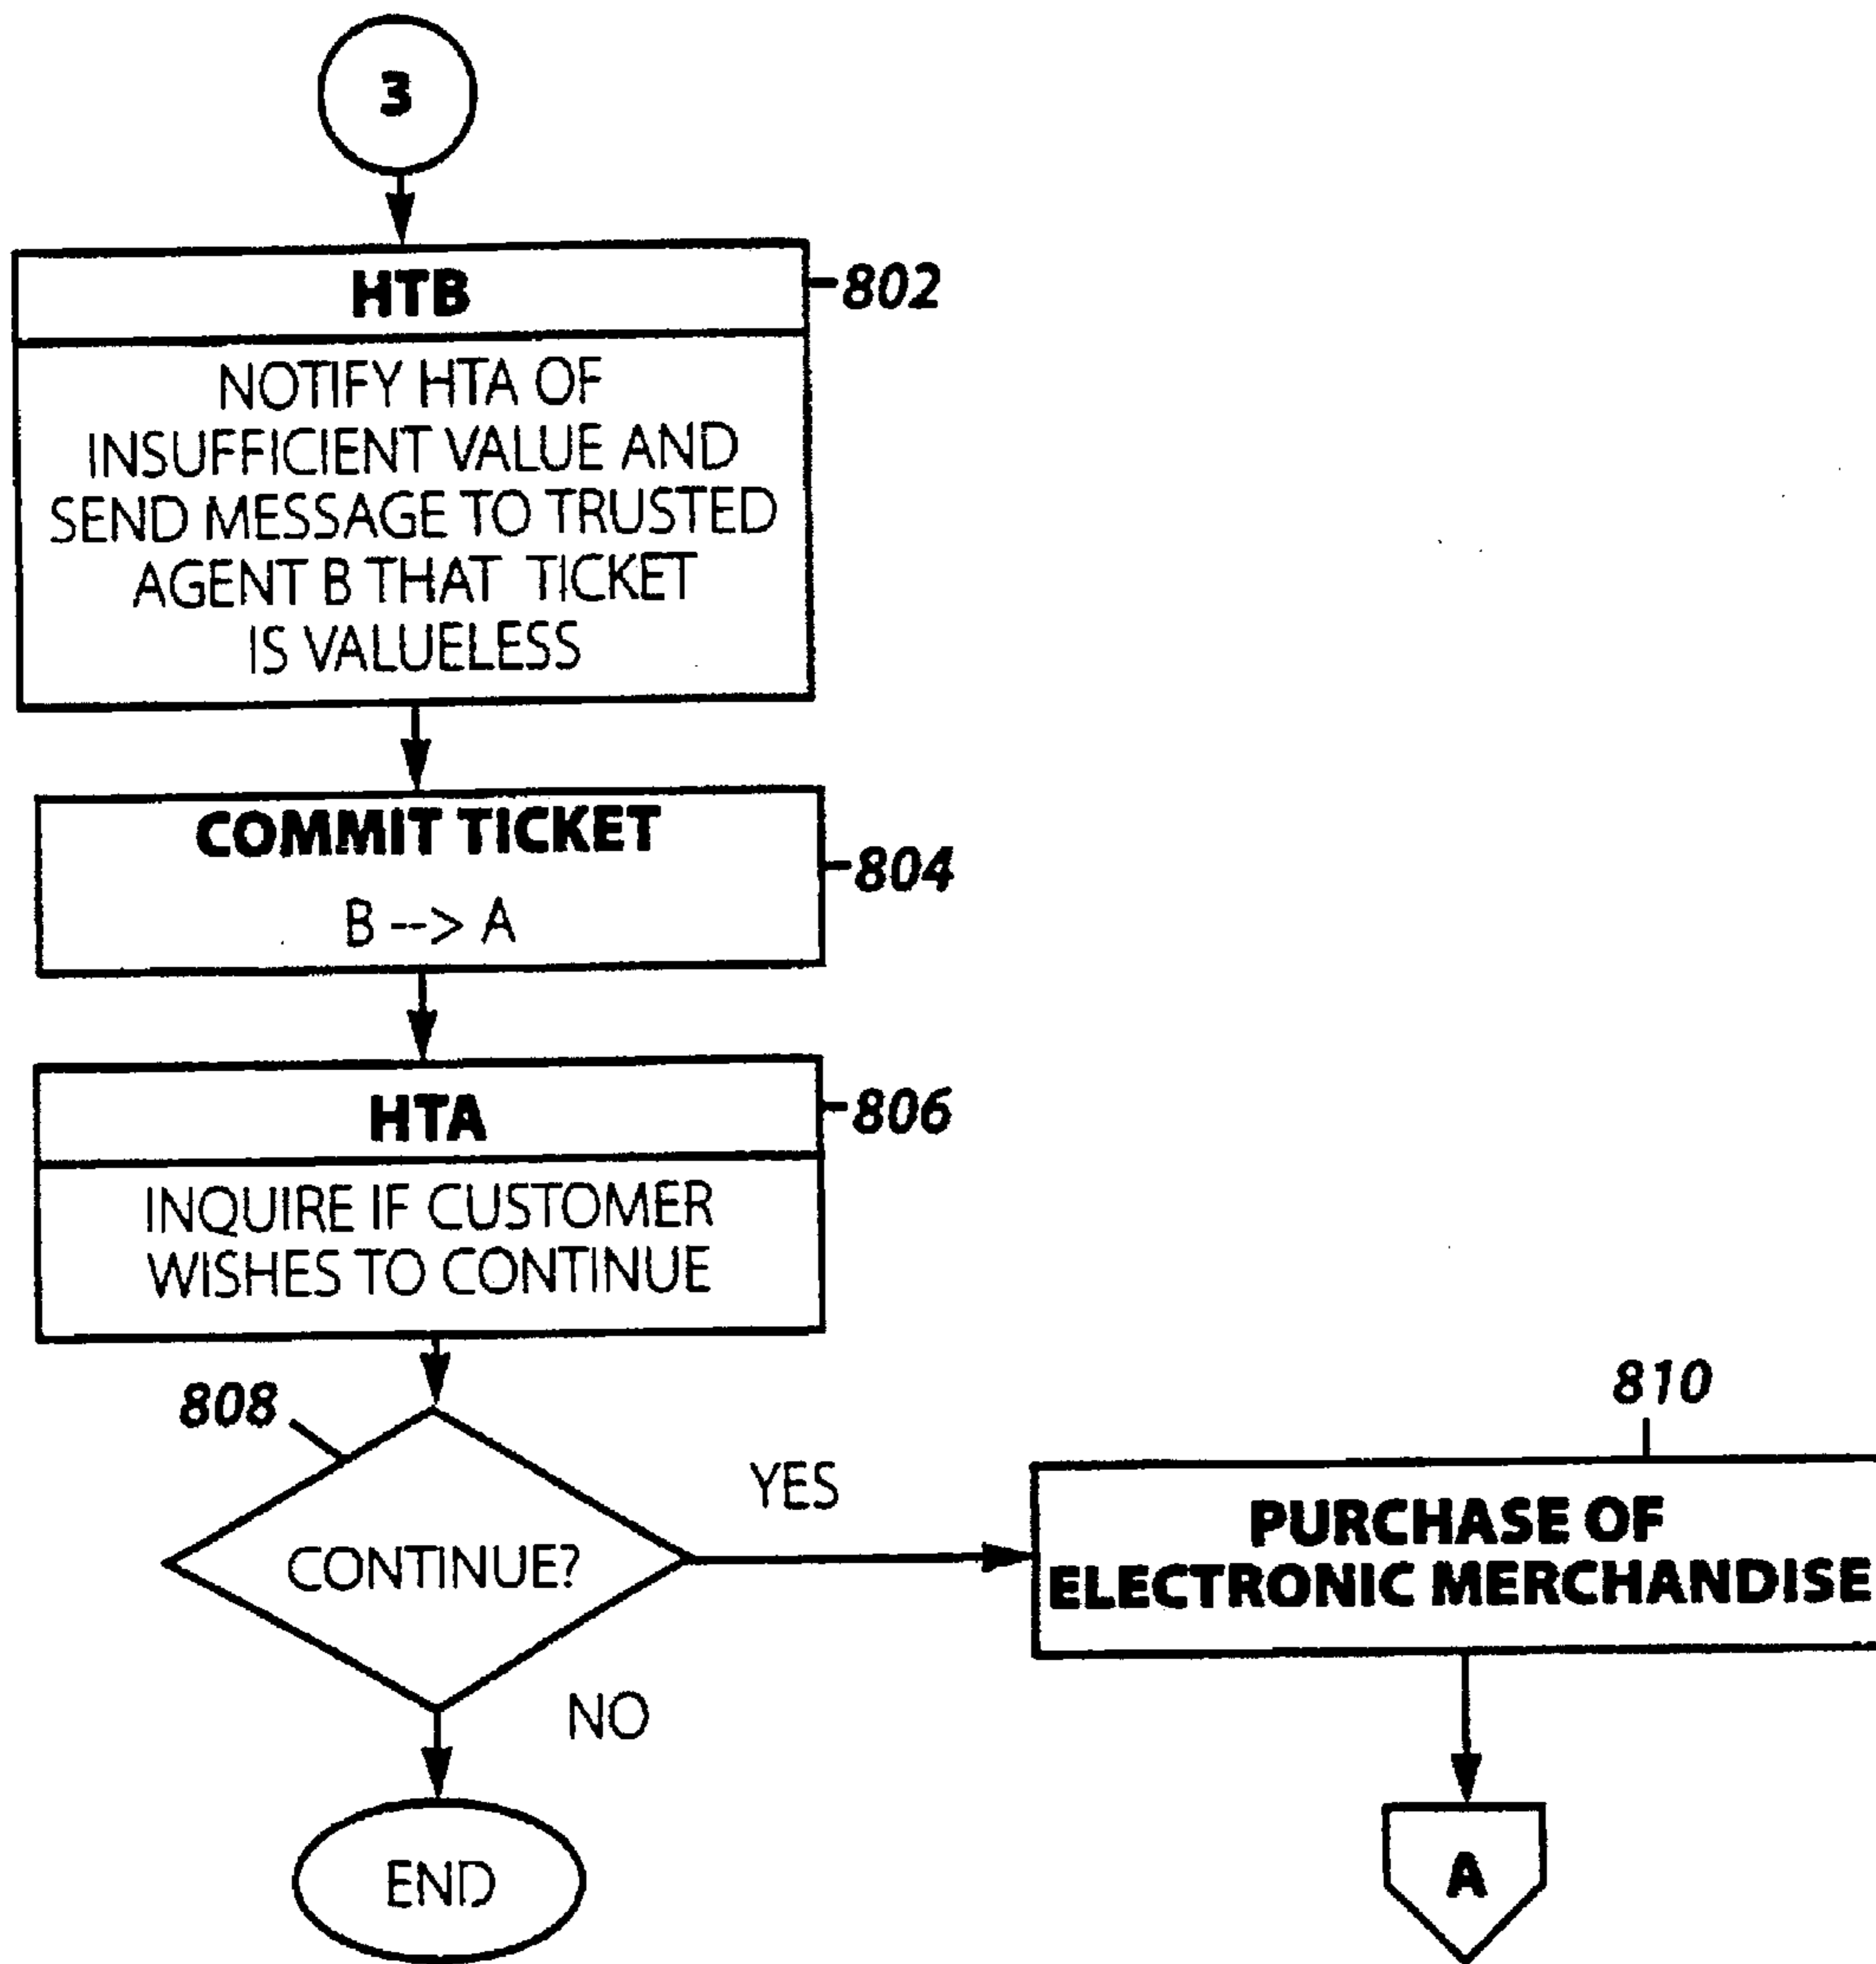 3
HTB
802
NOTIFY HTA OF
INSUFFICIENT VALUE AND
SEND MESSAGE TO TRUSTED
AGENT B THAT TICKET
IS VALUELESS
COMMIT TICKET
804
B --> A
HTA
806
INQUIRE IF CUSTOMER
WISHES TO CONTINUE
808
810
YES
CONTINUE?
PURCHASE OF
ELECTRONIC MERCHANDISE
NO
END
A